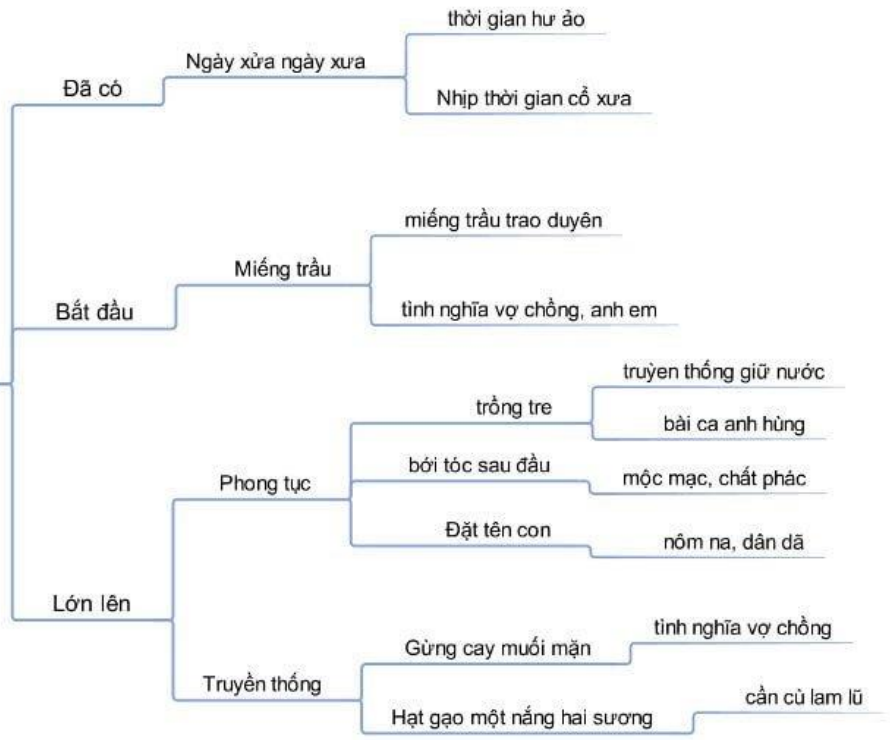 thời gian hư ảo
Ngày xửa ngày xưa
Đã có
Nhịp thời gian cổ xưa
miếng trầu trao duyên
Miếng trầu
Bắt đầu
tình nghĩa vợ chồng, anh em
truỳen thống giữ nước
trồng tre
bài ca anh hùng
bới tóc sau đầu
mộc mạc, chất phác
Phong tục
Đặt tên con
nôm na, dân dã
Lớn lên
tình nghĩa vợ chồng
Gừng cay muối mặn
Truyền thống
cần cù lam lũ
Hạt gạo một nắng hai sương